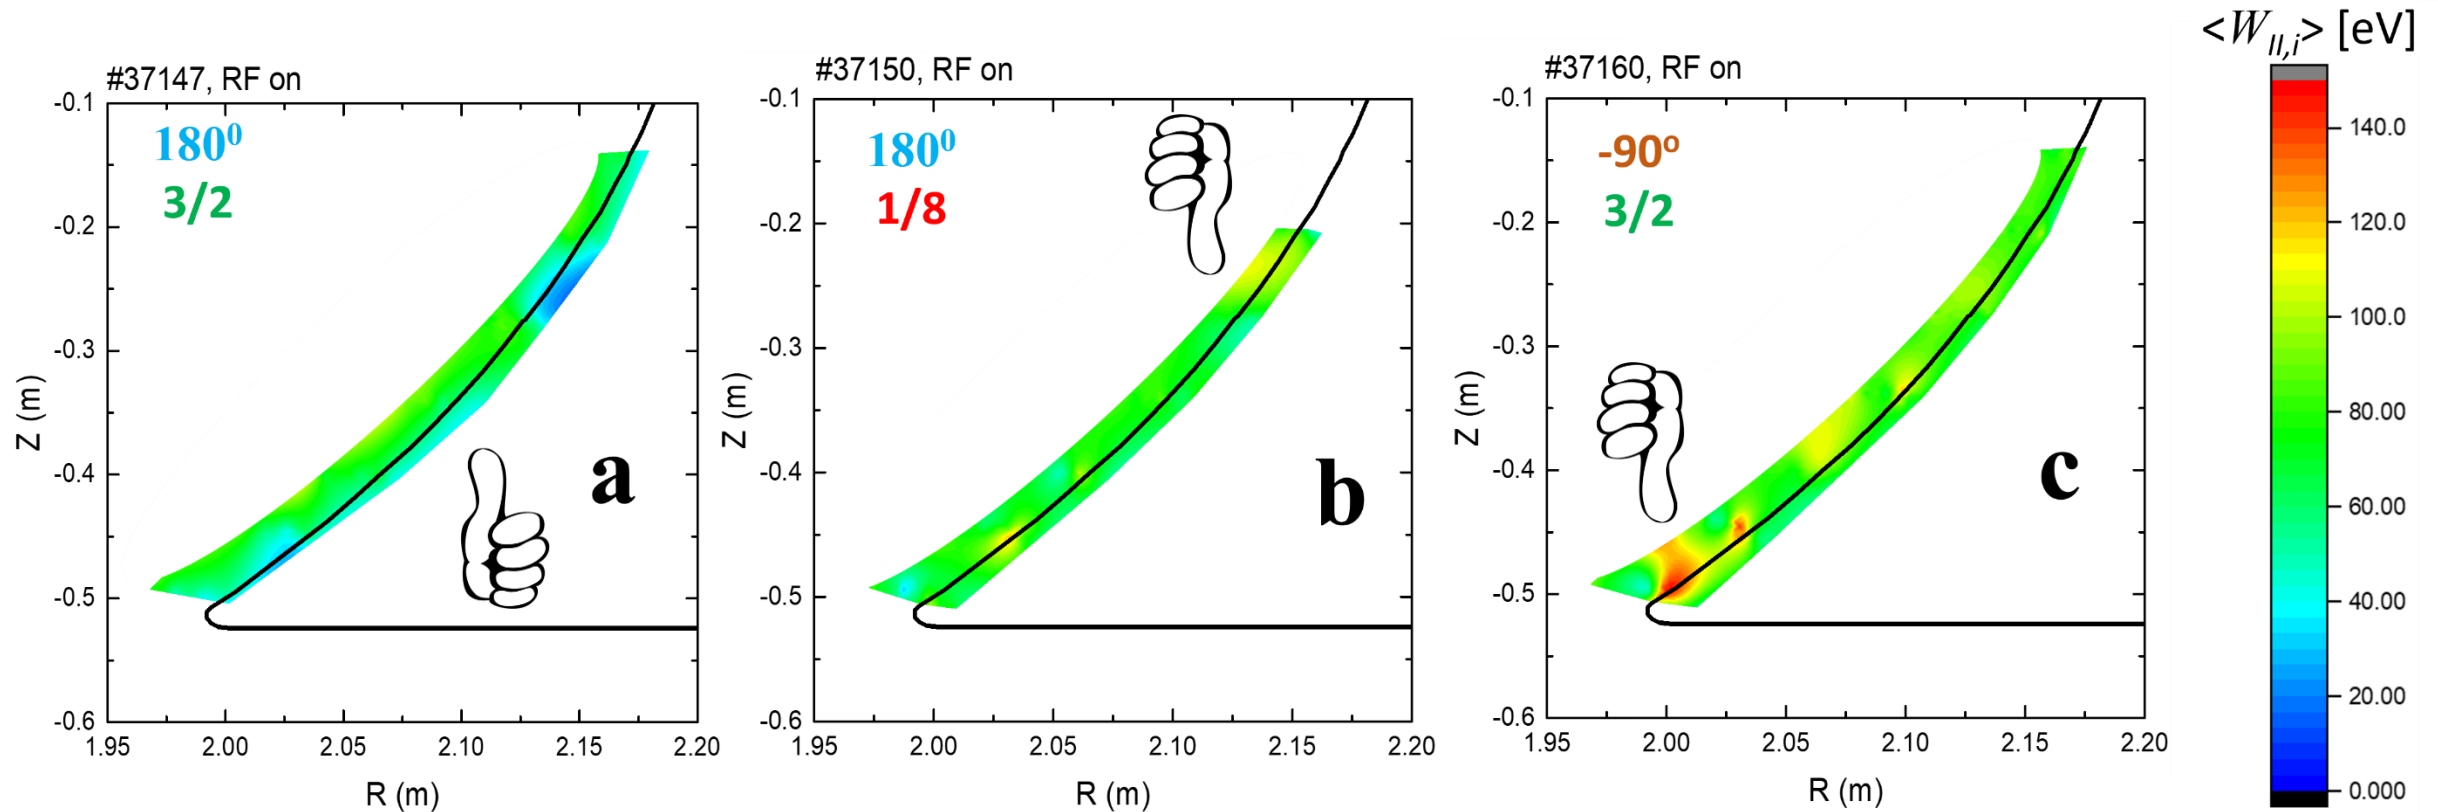 <W_{II,i}> [eV]
#37147, RF on
#37150, RF on
#37160, RF on
180⁰
3/2
180⁰
1/8
-90º
3/2
a
b
c
-0.1
-0.2
-0.3
-0.4
-0.5
-0.6
Z (m)
1.95 2.00 2.05 2.10 2.15 2.20
R (m)
-0.1
-0.2
-0.3
-0.4
-0.5
-0.6
Z (m)
1.95 2.00 2.05 2.10 2.15 2.20
R (m)
-0.1
-0.2
-0.3
-0.4
-0.5
-0.6
Z (m)
1.95 2.00 2.05 2.10 2.15 2.20
R (m)
140.0
120.0
100.0
80.00
60.00
40.00
20.00
0.000